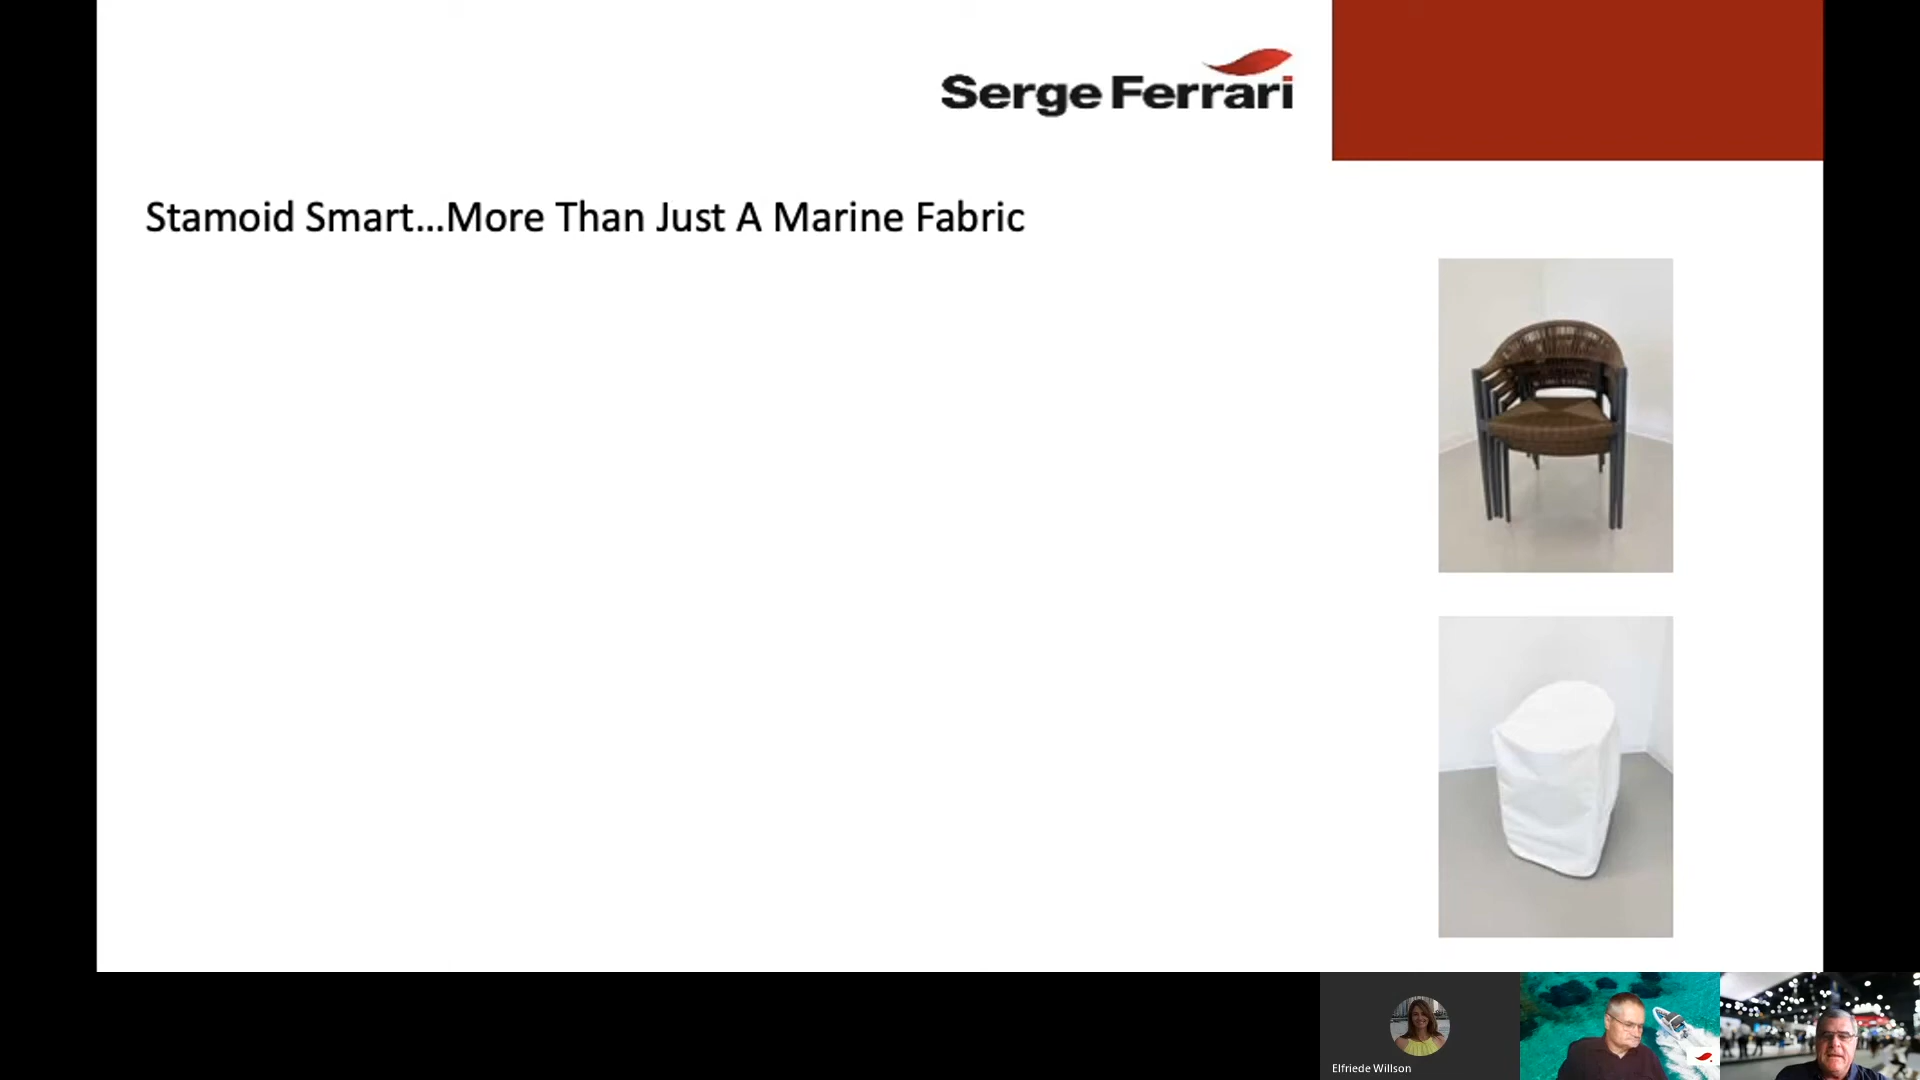 Serge Ferrari
Stamoid Smart...More Than Just A Marine Fabric
Elfriede Willson